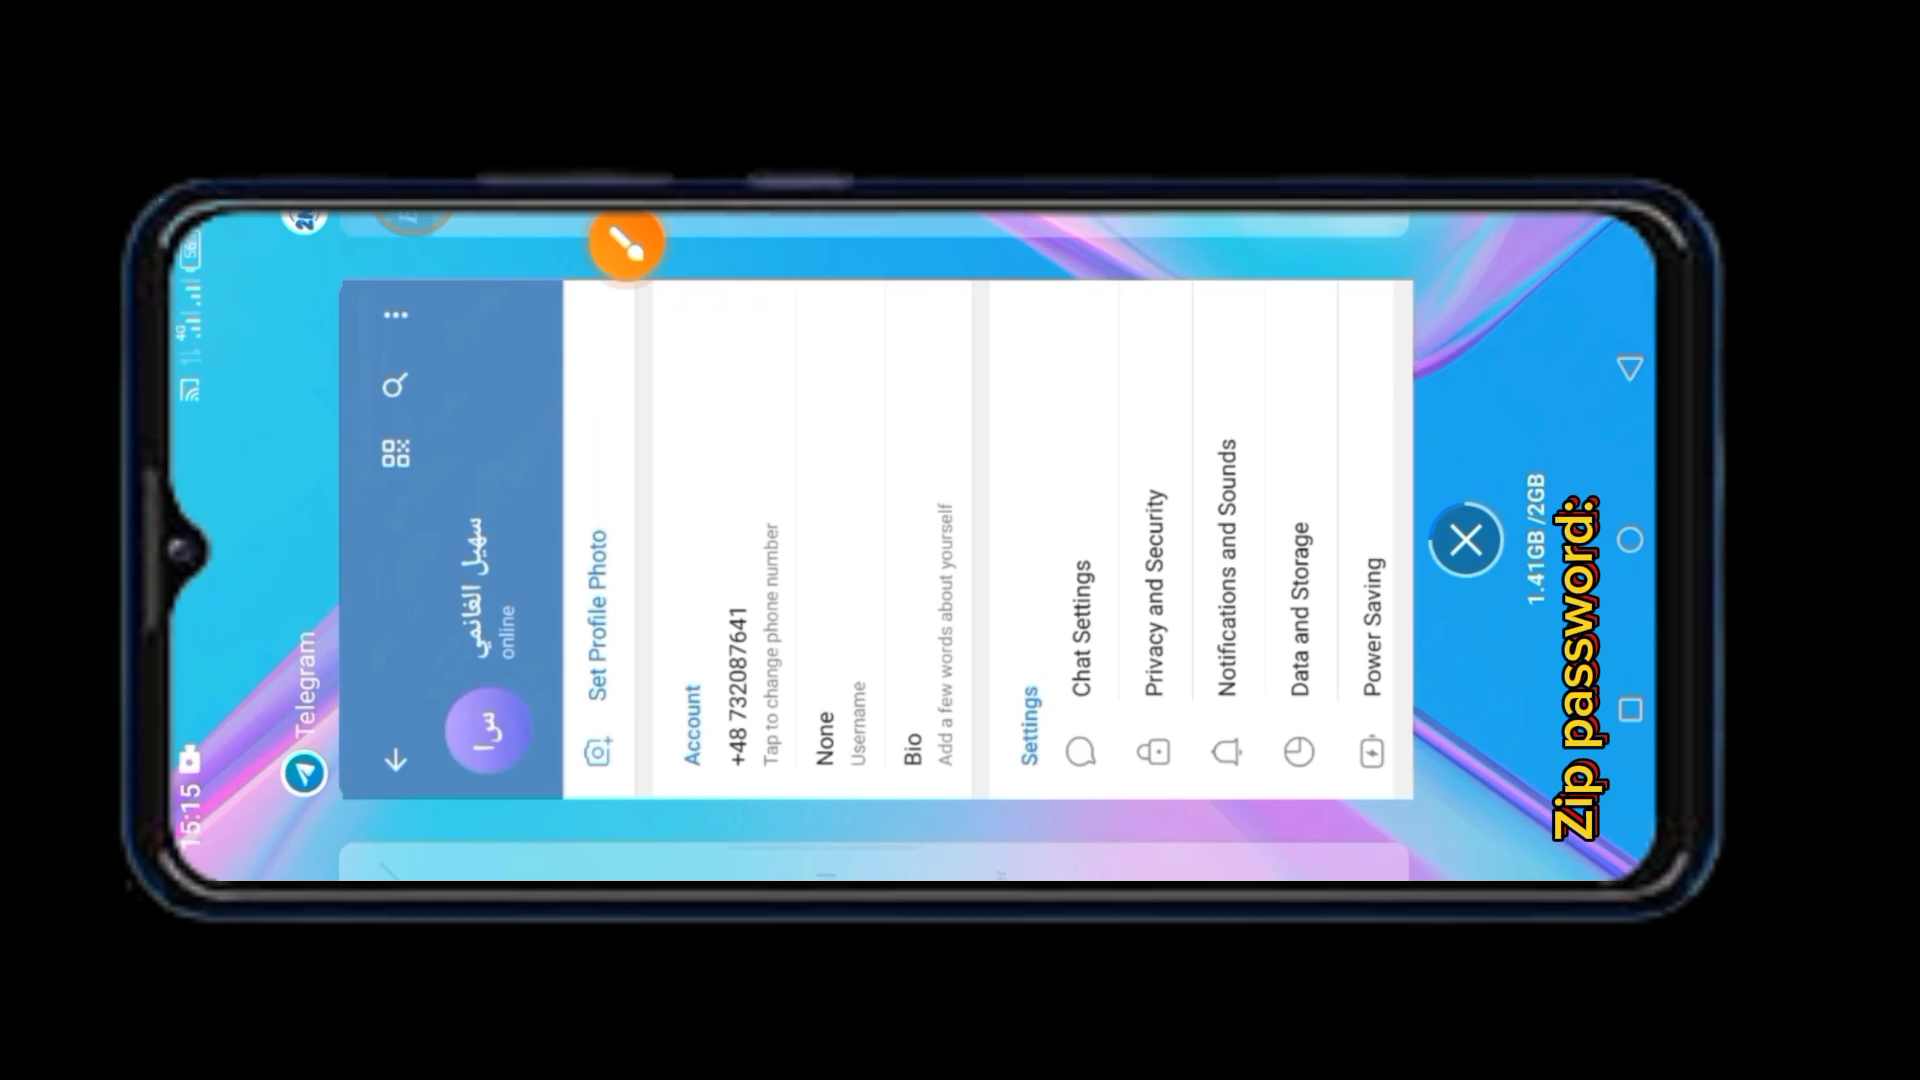 15:15
4G
56
Telegram
سهيل الغانمي
online
س ا
Set Profile Photo
Account
+48 732087641
Tap to change phone number
None
Username
Bio
Add a few words about yourself
Settings
Chat Settings
Privacy and Security
Notifications and Sounds
Data and Storage
Power Saving
1.41GB /2GB
Zip password: